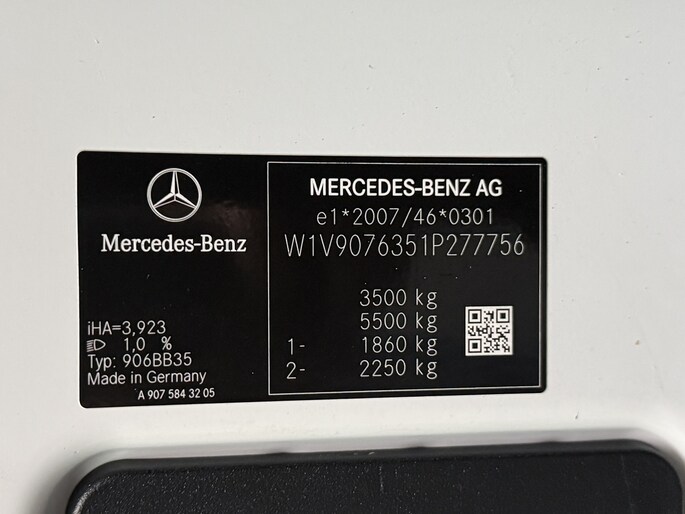 Mercedes-Benz
iHA=3,923
1,0 %
Typ: 906BB35
Made in Germany
A 907 584 32 05
MERCEDES-BENZ AG
e1*2007/46*0301
W1V9076351P277756
3500 kg
5500 kg
1- 1860 kg
2- 2250 kg